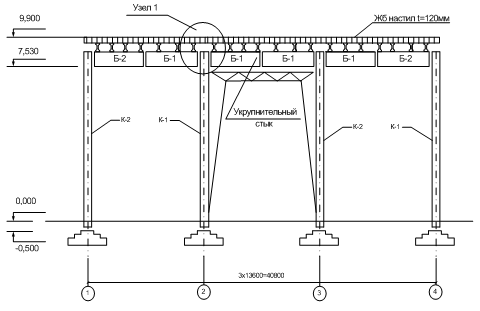 Узел 1
9,900
Жб настил t=120мм
7,530
Б-2 Б-1 Б-1 Б-1 Б-1 Б-2
Укрупнительный
стык
К-2 К-1 К-2 К-1
0,000
-0,500
3х13600=40800
1 2 3 4